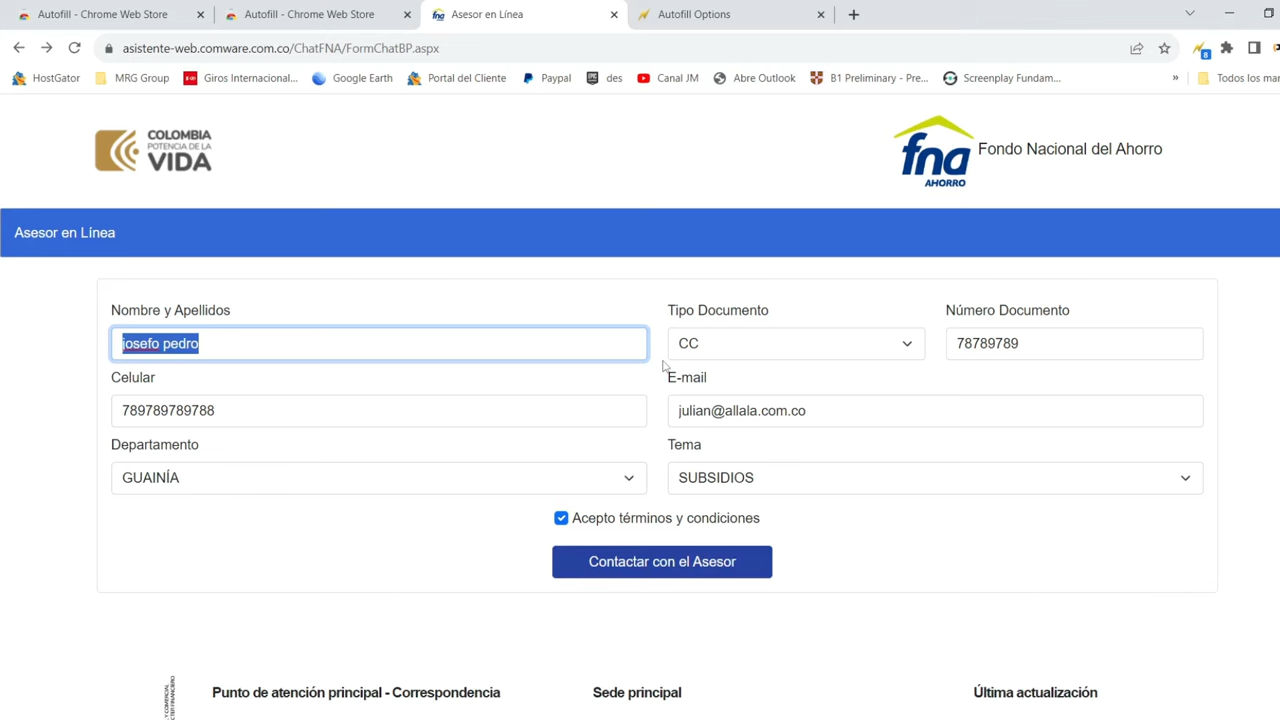 Autofill - Chrome Web Store
Autofill - Chrome Web Store
Asesor en Línea
Autofill Options
asistente-web.comware.com.co/ChatFNA/FormChatBP.aspx
8
HostGator
MRG Group
Giros Internacional...
Google Earth
Portal del Cliente
Paypal
des
Canal JM
Abre Outlook
B1 Preliminary - Pre...
Screenplay Fundam...
»
Todos los mar
COLOMBIA
POTENCIA DE LA
VIDA
fna
AHORRO
Fondo Nacional del Ahorro
Asesor en Línea
Nombre y Apellidos
Tipo Documento
Número Documento
josefo pedro
CC
78789789
Celular
E-mail
789789789788
julian@allala.com.co
Departamento
Tema
GUAINÍA
SUBSIDIOS
Acepto términos y condiciones
Contactar con el Asesor
Punto de atención principal - Correspondencia
Sede principal
Última actualización